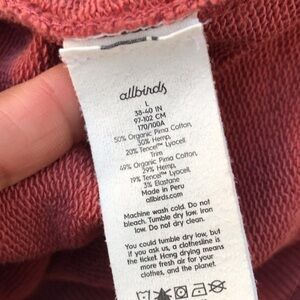 allbirds
L
38-40 IN
97-102 CM
170/100A
50% Organic Pima Cotton,
30% Hemp,
20% Tencel™ Lyocell
Trim
49% Organic Pima Cotton,
29% Hemp,
19% Tencel™ Lyocell,
3% Elastane
Made in Peru
allbirds.com
Machine wash cold. Do not
bleach. Tumble dry low. Iron
low. Do not dry clean.
You could tumble dry low, but
if you ask us, a clothesline is
the ticket. Hang drying means
more fresh air for your
clothes, and the planet.